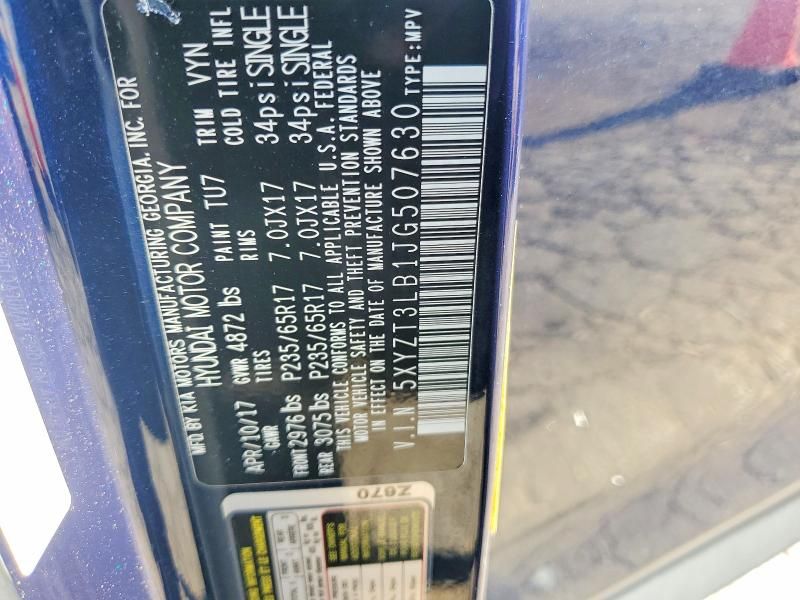 MFD BY KIA MOTORS MANUFACTURING GEORGIA, INC. FOR
HYUNDAI MOTOR COMPANY
APR/10/17 GVWR 4872 lbs PAINT TU7 TRIM VYN
GAWR TIRES RIMS COLD TIRE INFL
FRONT 2976 lbs P235/65R17 7.0JX17 34psi SINGLE
REAR 3075 lbs P235/65R17 7.0JX17 34psi SINGLE
THIS VEHICLE CONFORMS TO ALL APPLICABLE U.S.A. FEDERAL
MOTOR VEHICLE SAFETY AND THEFT PREVENTION STANDARDS
IN EFFECT ON THE DATE OF MANUFACTURE SHOWN ABOVE
V.I.N 5XYZT3LB1JG507630 TYPE:MPV
Z670